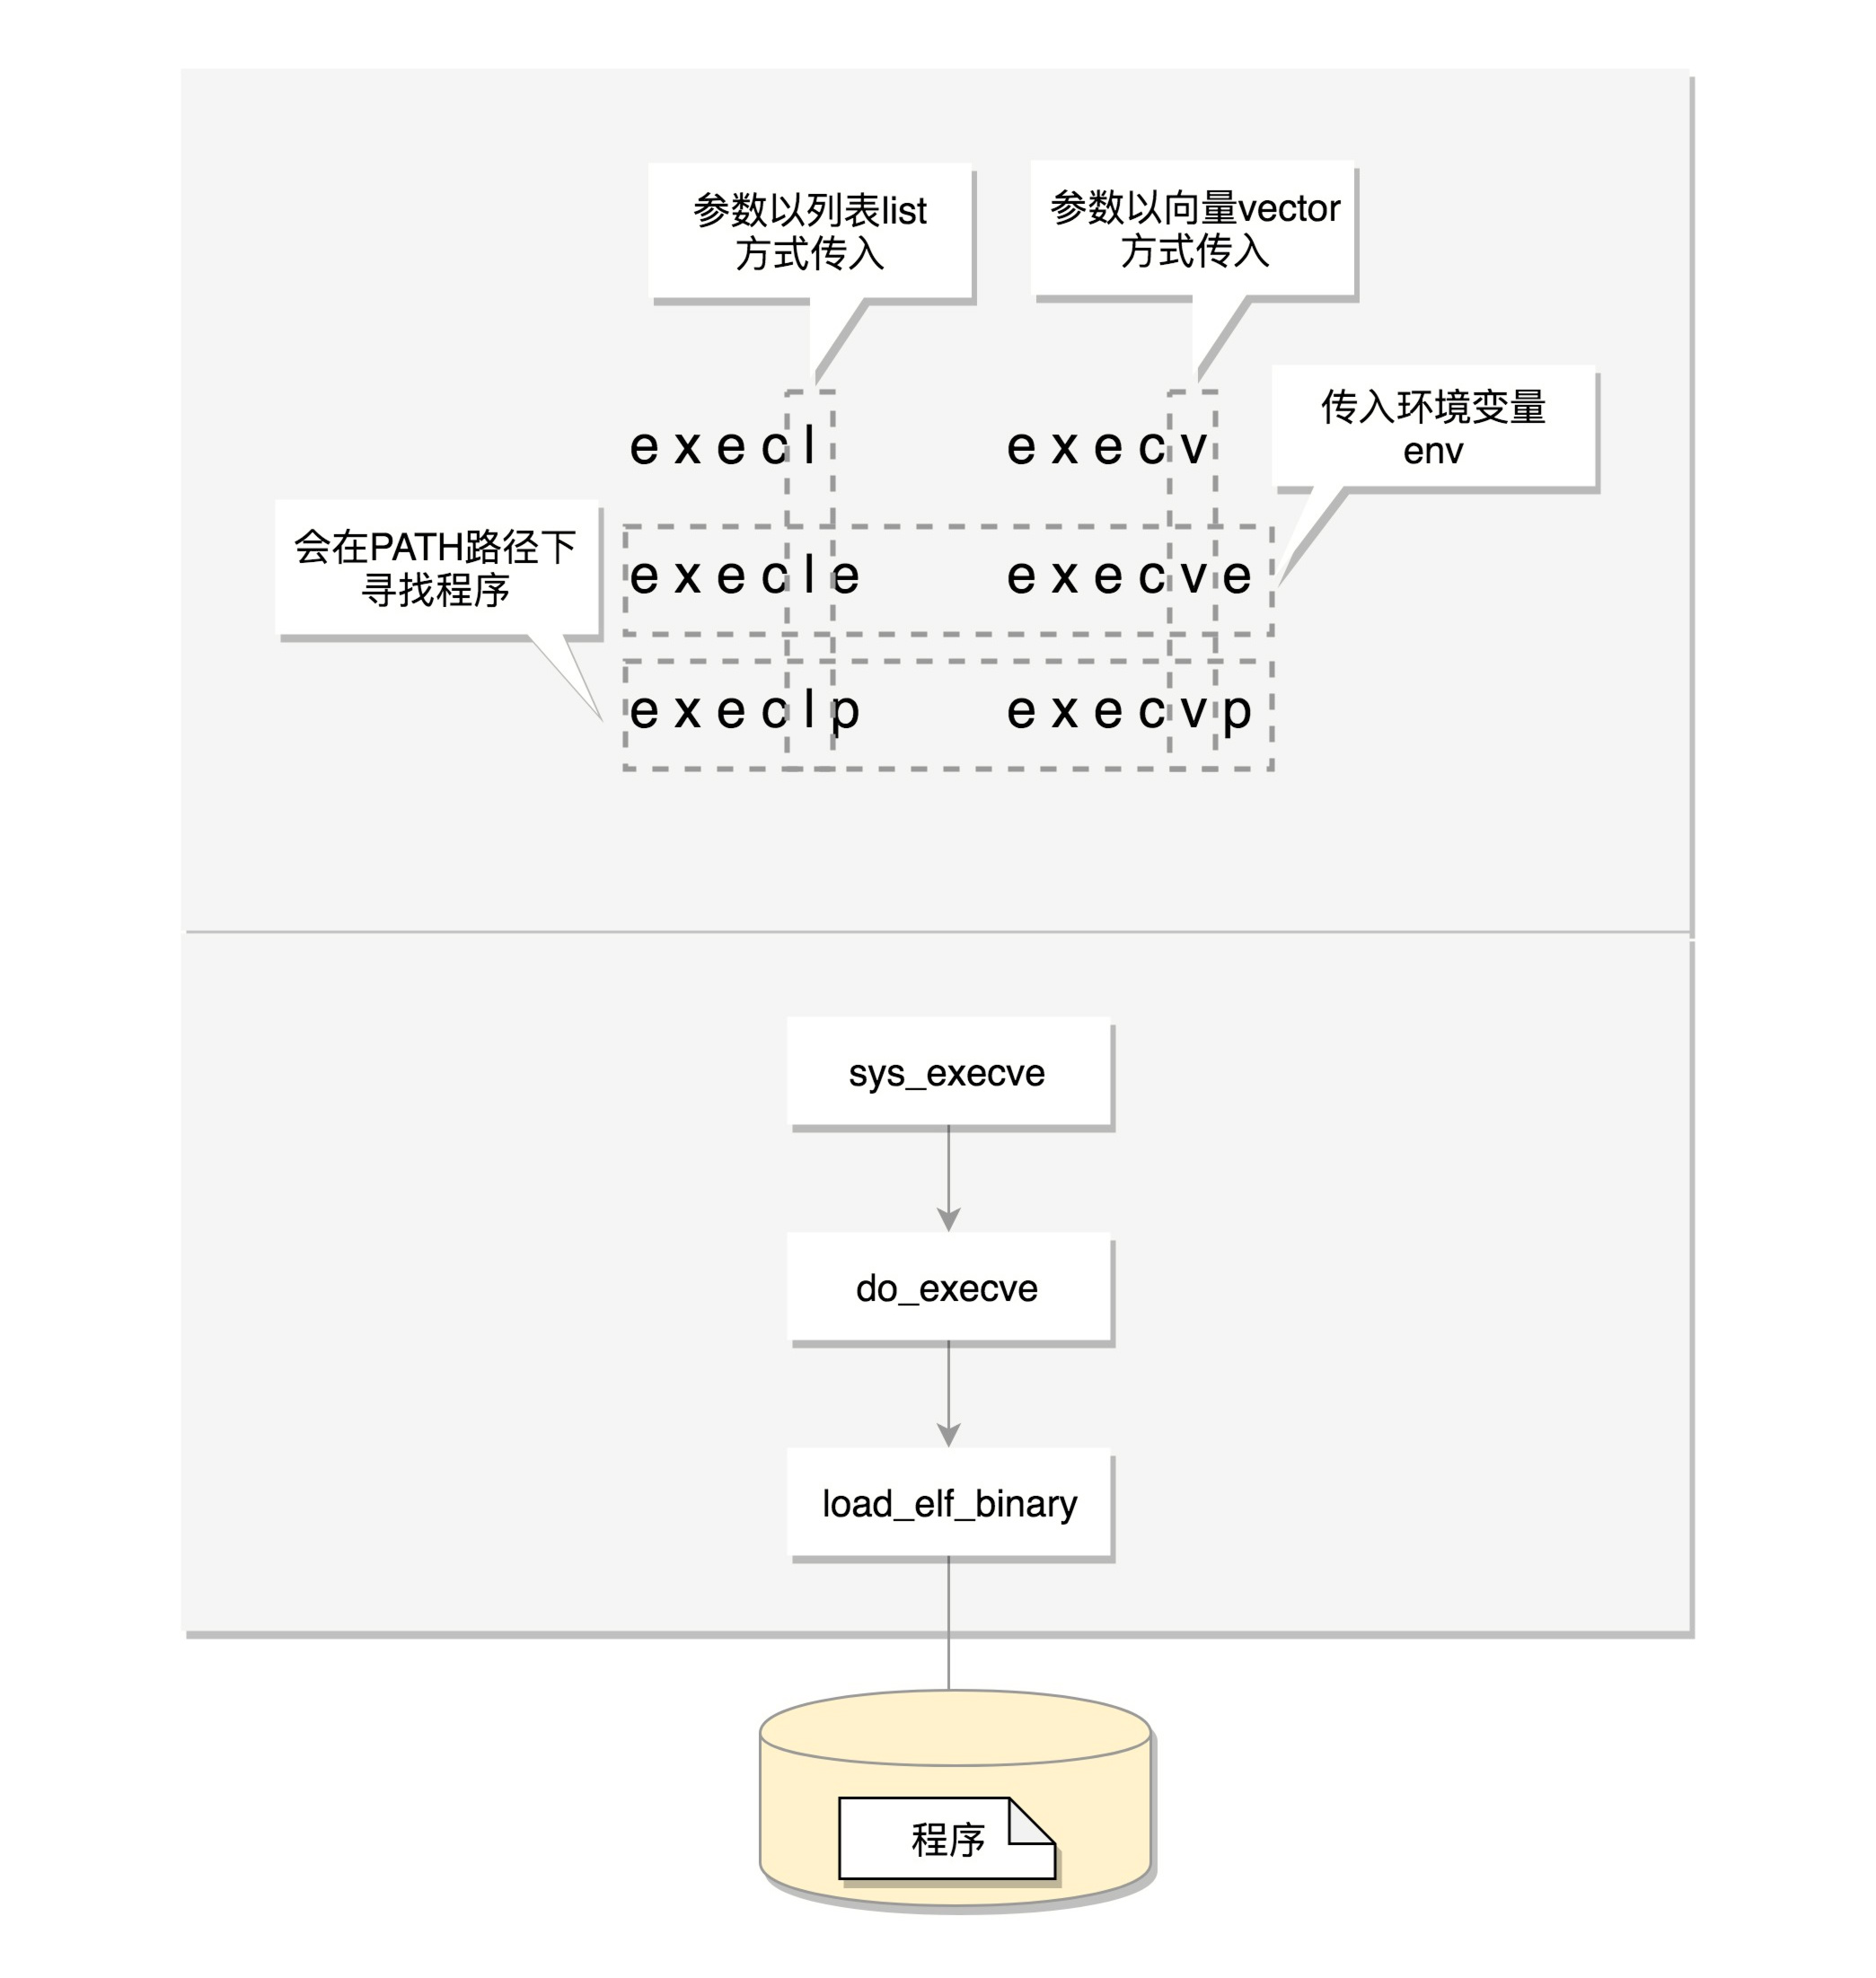 参数以列表list
方式传入
参数以向量vector
方式传入
传入环境变量
env
会在PATH路径下
寻找程序
execl
execv
execle
execve
execlp
execvp
sys_execve
do_execve
load_elf_binary
程序